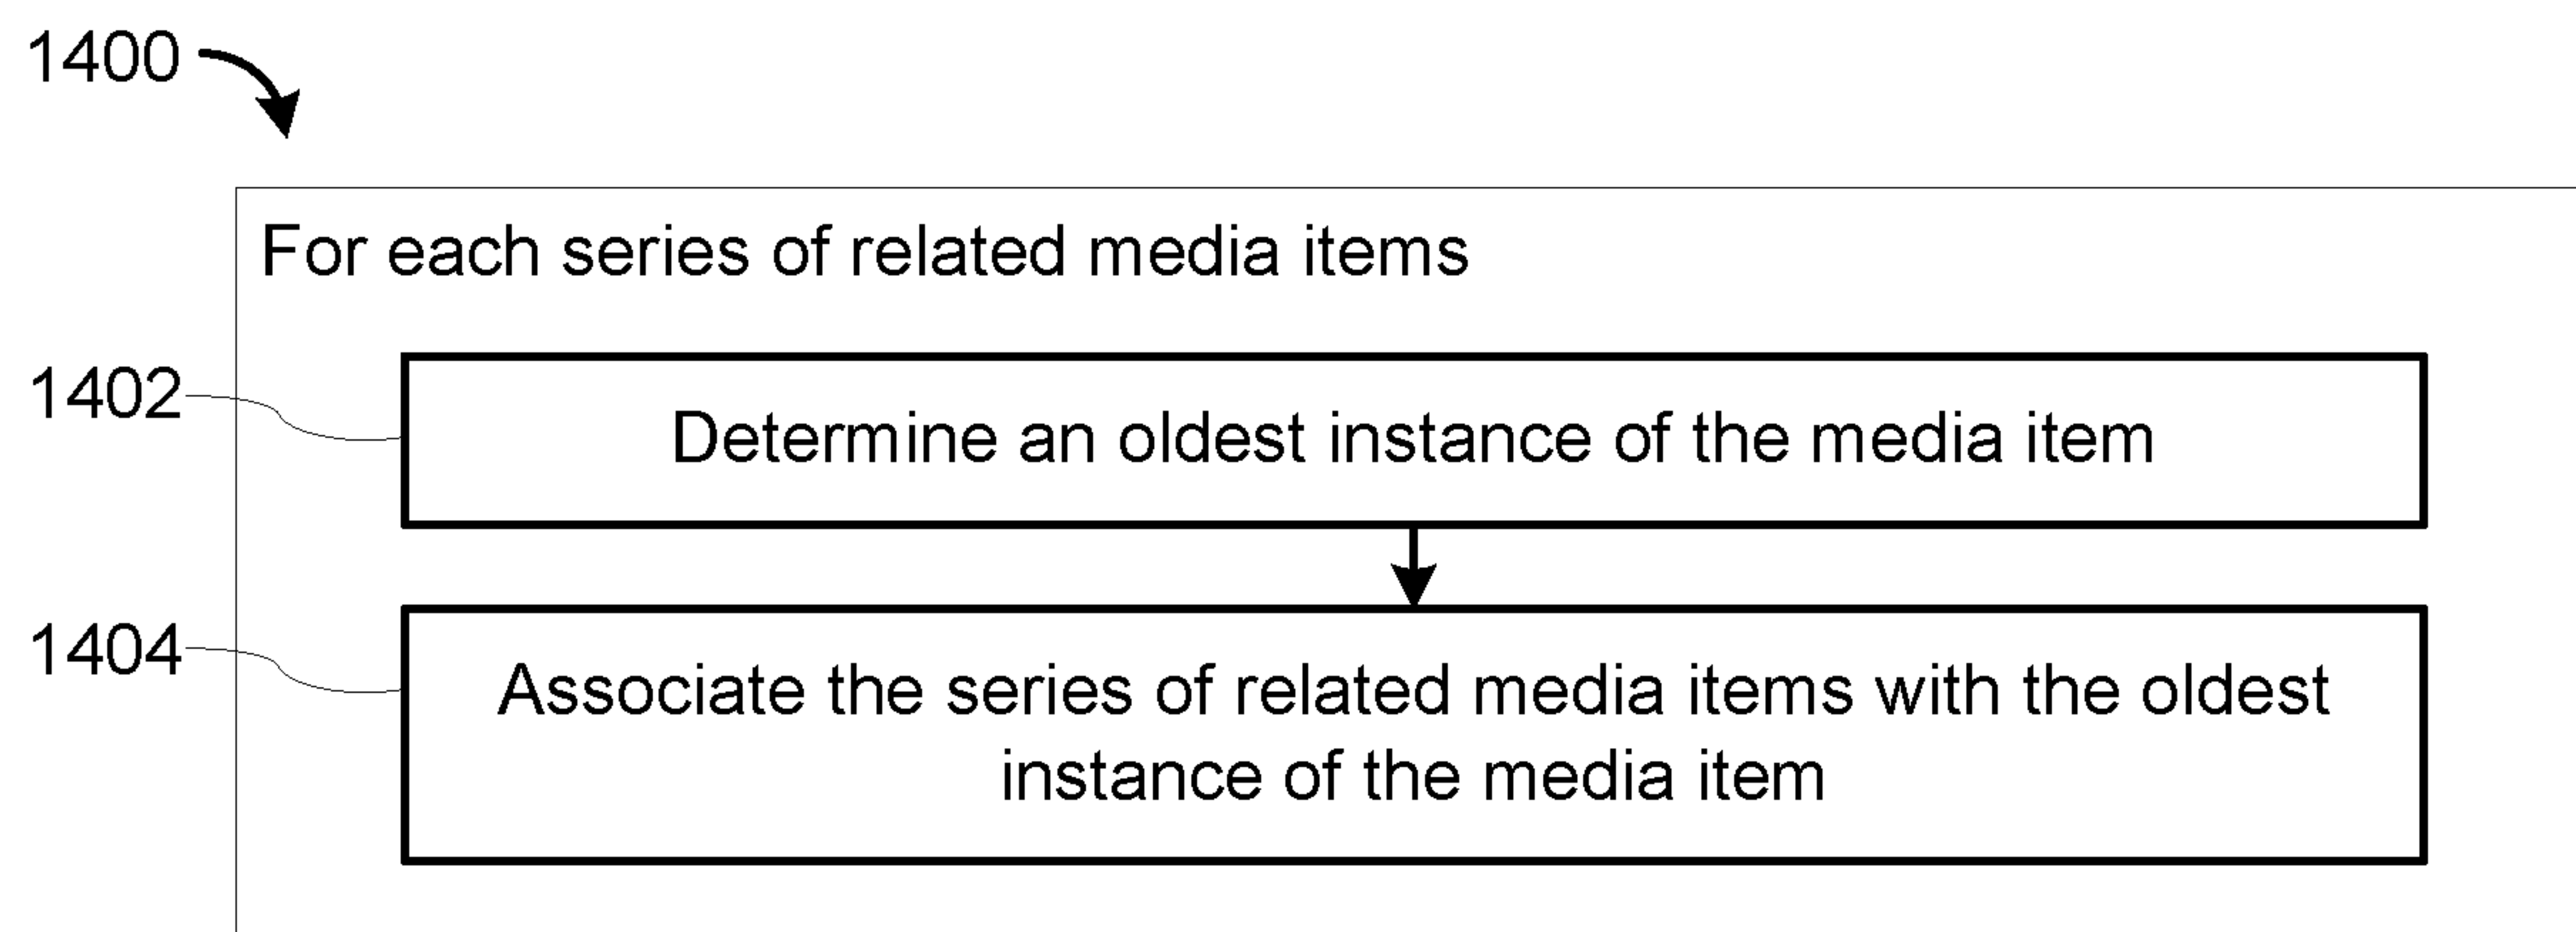 1400
For each series of related media items
1402
Determine an oldest instance of the media item
1404
Associate the series of related media items with the oldest
instance of the media item